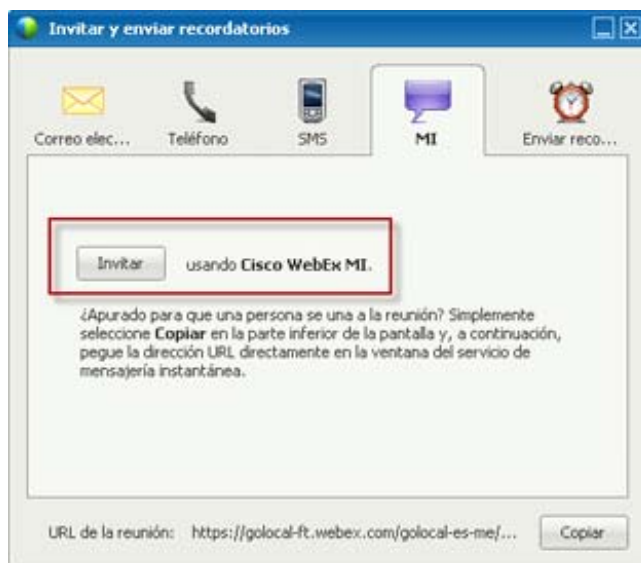 Invitar y enviar recordatorios
Correo elec... Teléfono SMS MI Enviar reco...
Invitar usando Cisco WebEx MI.
¿Apurado para que una persona se una a la reunión? Simplemente
seleccione Copiar en la parte inferior de la pantalla y, a continuación,
pegue la dirección URL directamente en la ventana del servicio de
mensajería instantánea.
URL de la reunión: https://golocal-ft.webex.com/golocal-es-me/... Copiar